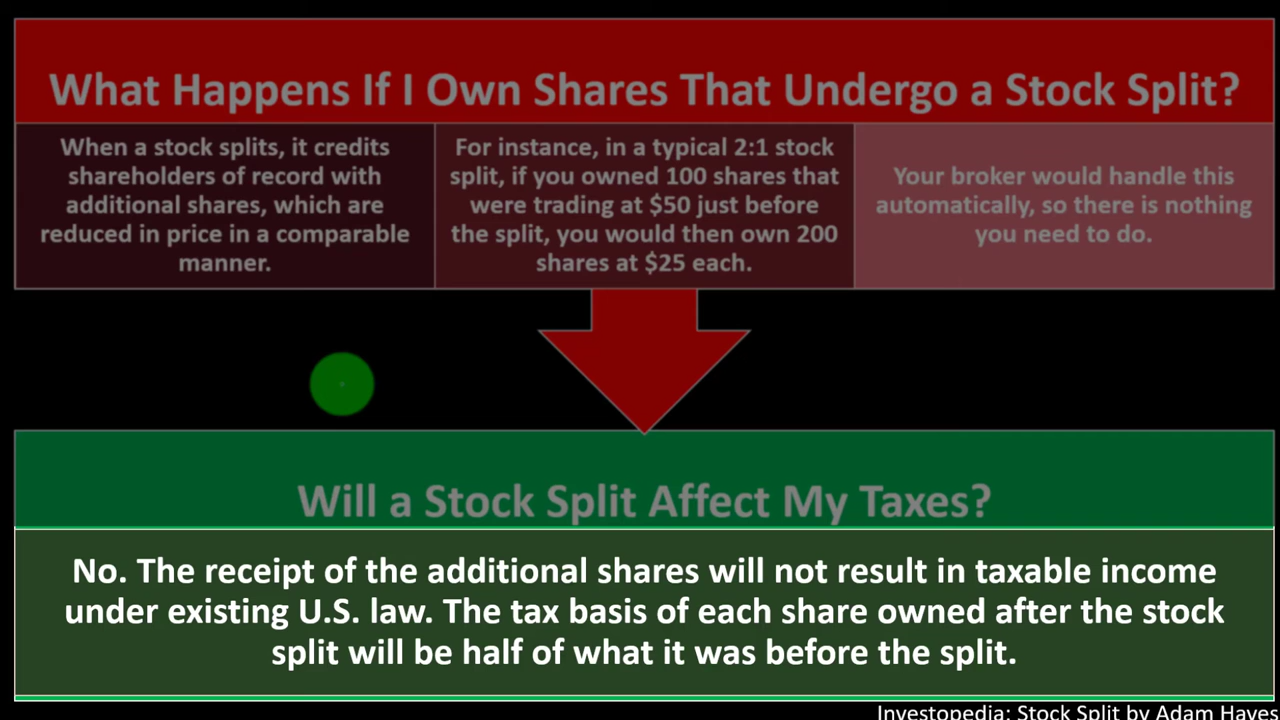 What Happens If I Own Shares That Undergo a Stock Split?
When a stock splits, it credits
shareholders of record with
additional shares, which are
reduced in price in a comparable
manner.
For instance, in a typical 2:1 stock
split, if you owned 100 shares that
were trading at $50 just before
the split, you would then own 200
shares at $25 each.
Your broker would handle this
automatically, so there is nothing
you need to do.
Will a Stock Split Affect My Taxes?
No. The receipt of the additional shares will not result in taxable income
under existing U.S. law. The tax basis of each share owned after the stock
split will be half of what it was before the split.
Investopedia: Stock Split by Adam Hayes